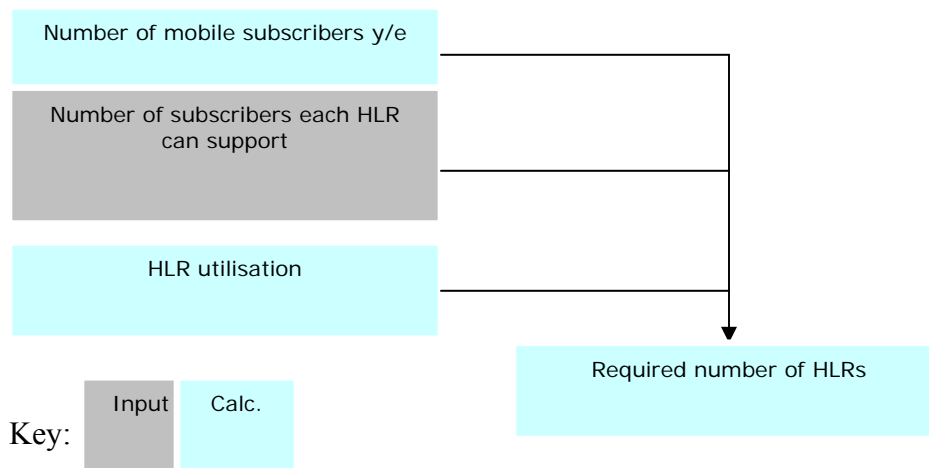 Number of mobile subscribers y/e
Number of subscribers each HLR
can support
HLR utilisation
Required number of HLRs
Key:
Input
Calc.